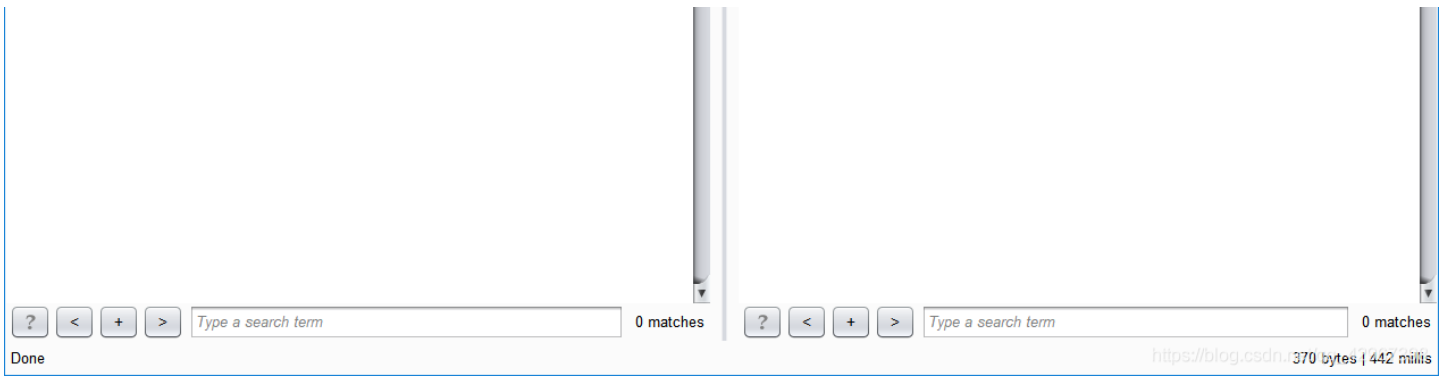 ? < + > Type a search term 0 matches ? < + > Type a search term 0 matches
Done 370 bytes | 442 millis
https://blog.csdn.n